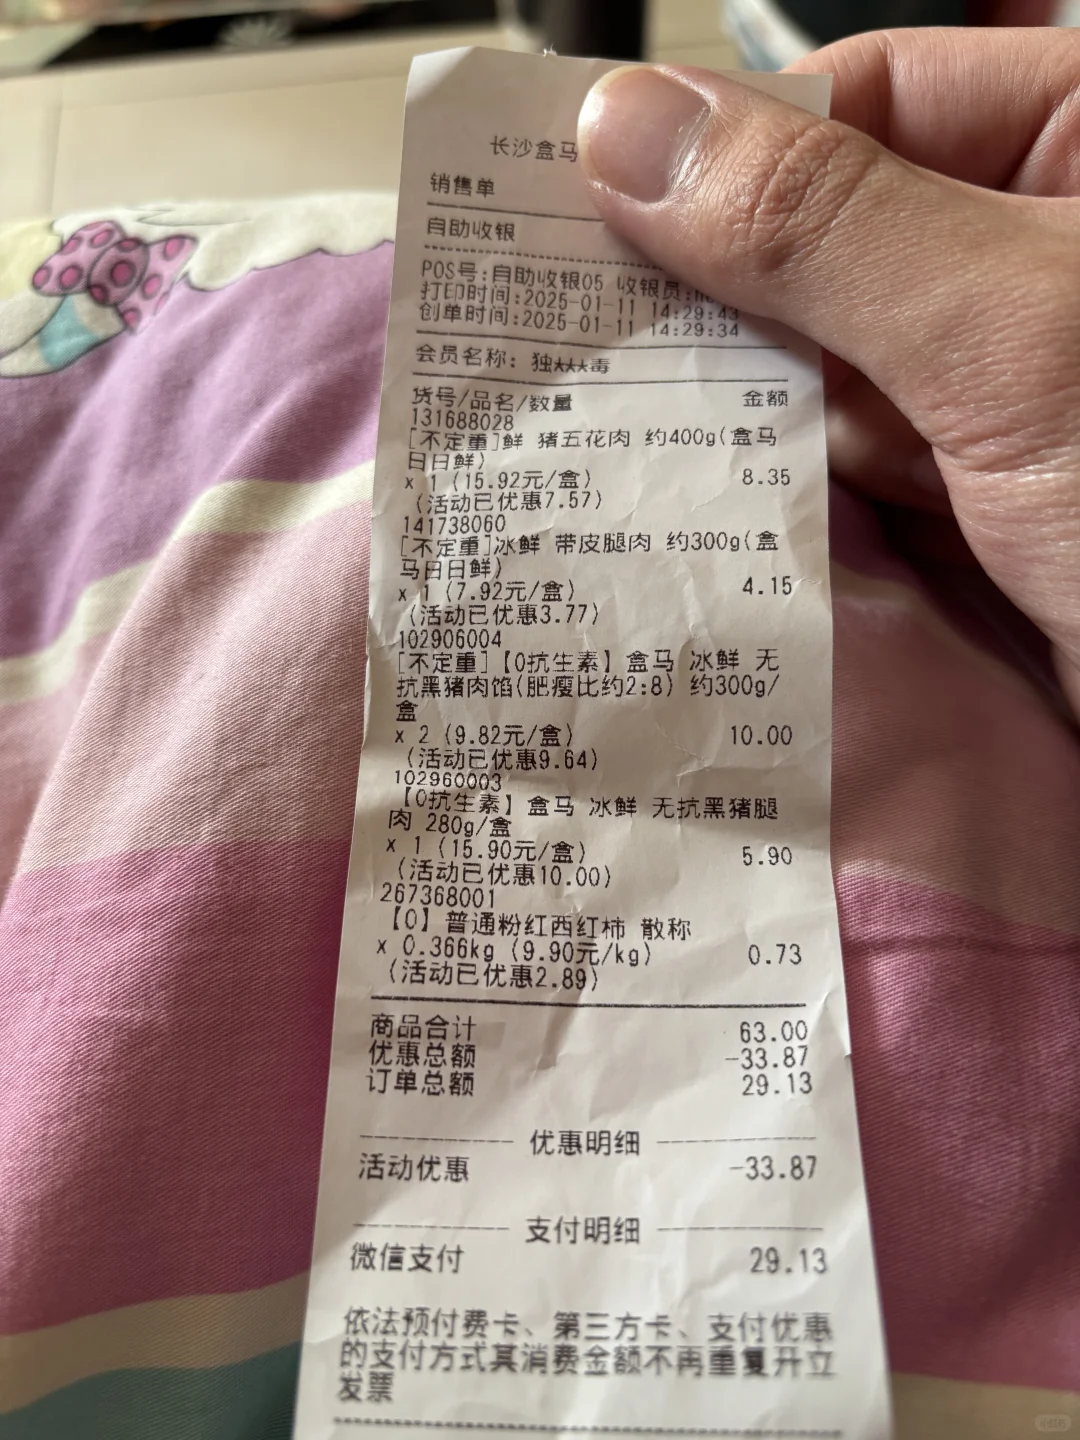 长沙盒马
销售单
自助收银
POS号:自助收银05 收银员:
打印时间:2025-01-11 14:29:43
创单时间:2025-01-11 14:29:34
会员名称: 独***毒
货号/品名/数量 金额
131688028
[不定重]鲜 猪五花肉 约400g(盒马
日日鲜)
x 1 (15.92元/盒) 8.35
(活动已优惠7.57)
141738060
[不定重]冰鲜 带皮腿肉 约300g(盒
马日日鲜)
x 1 (7.92元/盒) 4.15
(活动已优惠3.77)
102906004
[不定重]【0抗生素】盒马 冰鲜 无
抗黑猪肉馅(肥瘦比约2:8) 约300g/
盒
x 2 (9.82元/盒) 10.00
(活动已优惠9.64)
102960003
【0抗生素】盒马 冰鲜 无抗黑猪腿
肉 280g/盒
x 1 (15.90元/盒) 5.90
(活动已优惠10.00)
267368001
【0】普通粉红西红柿 散称
x 0.366kg (9.90元/kg) 0.73
(活动已优惠2.89)
商品合计 63.00
优惠总额 -33.87
订单总额 29.13
优惠明细
活动优惠 -33.87
支付明细
微信支付 29.13
依法预付费卡、第三方卡、支付优惠
的支付方式其消费金额不再重复开立
发票